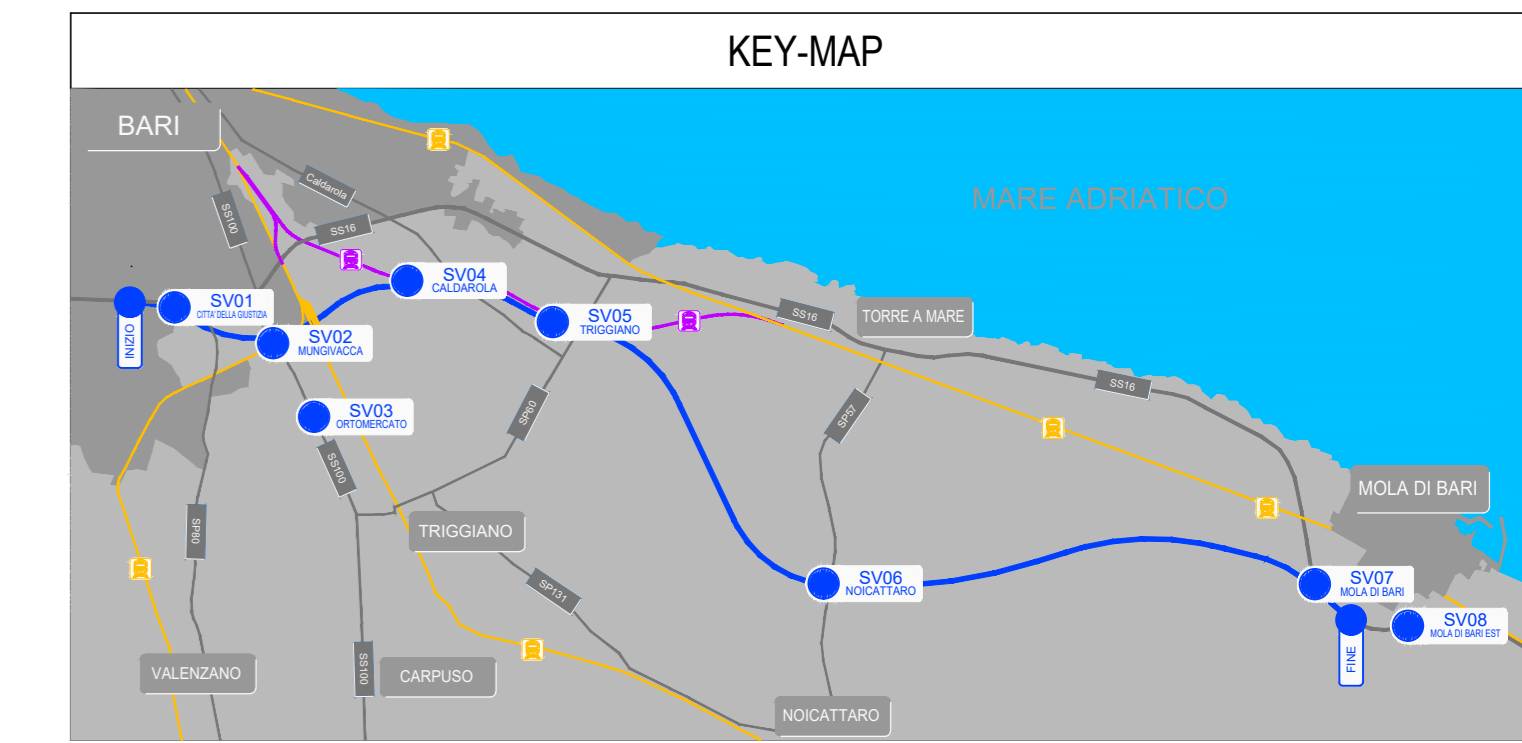 KEY-MAP
BARI
MARE ADRIATICO
Caldarola
SS100
SS16
SV04
CALDAROLA
SV01
CITTA' DELLA GIUSTIZIA
INIZIO
SV02
MUNGIVACCA
SV05
TRIGGIANO
SS16
TORRE A MARE
SS16
SV03
ORTOMERCATO
SP60
SP57
SS100
MOLA DI BARI
SP80
TRIGGIANO
SP131
SV06
NOICATTARO
SV07
MOLA DI BARI
SV08
MOLA DI BARI EST
FINE
VALENZANO
SS100
CARPUSO
NOICATTARO